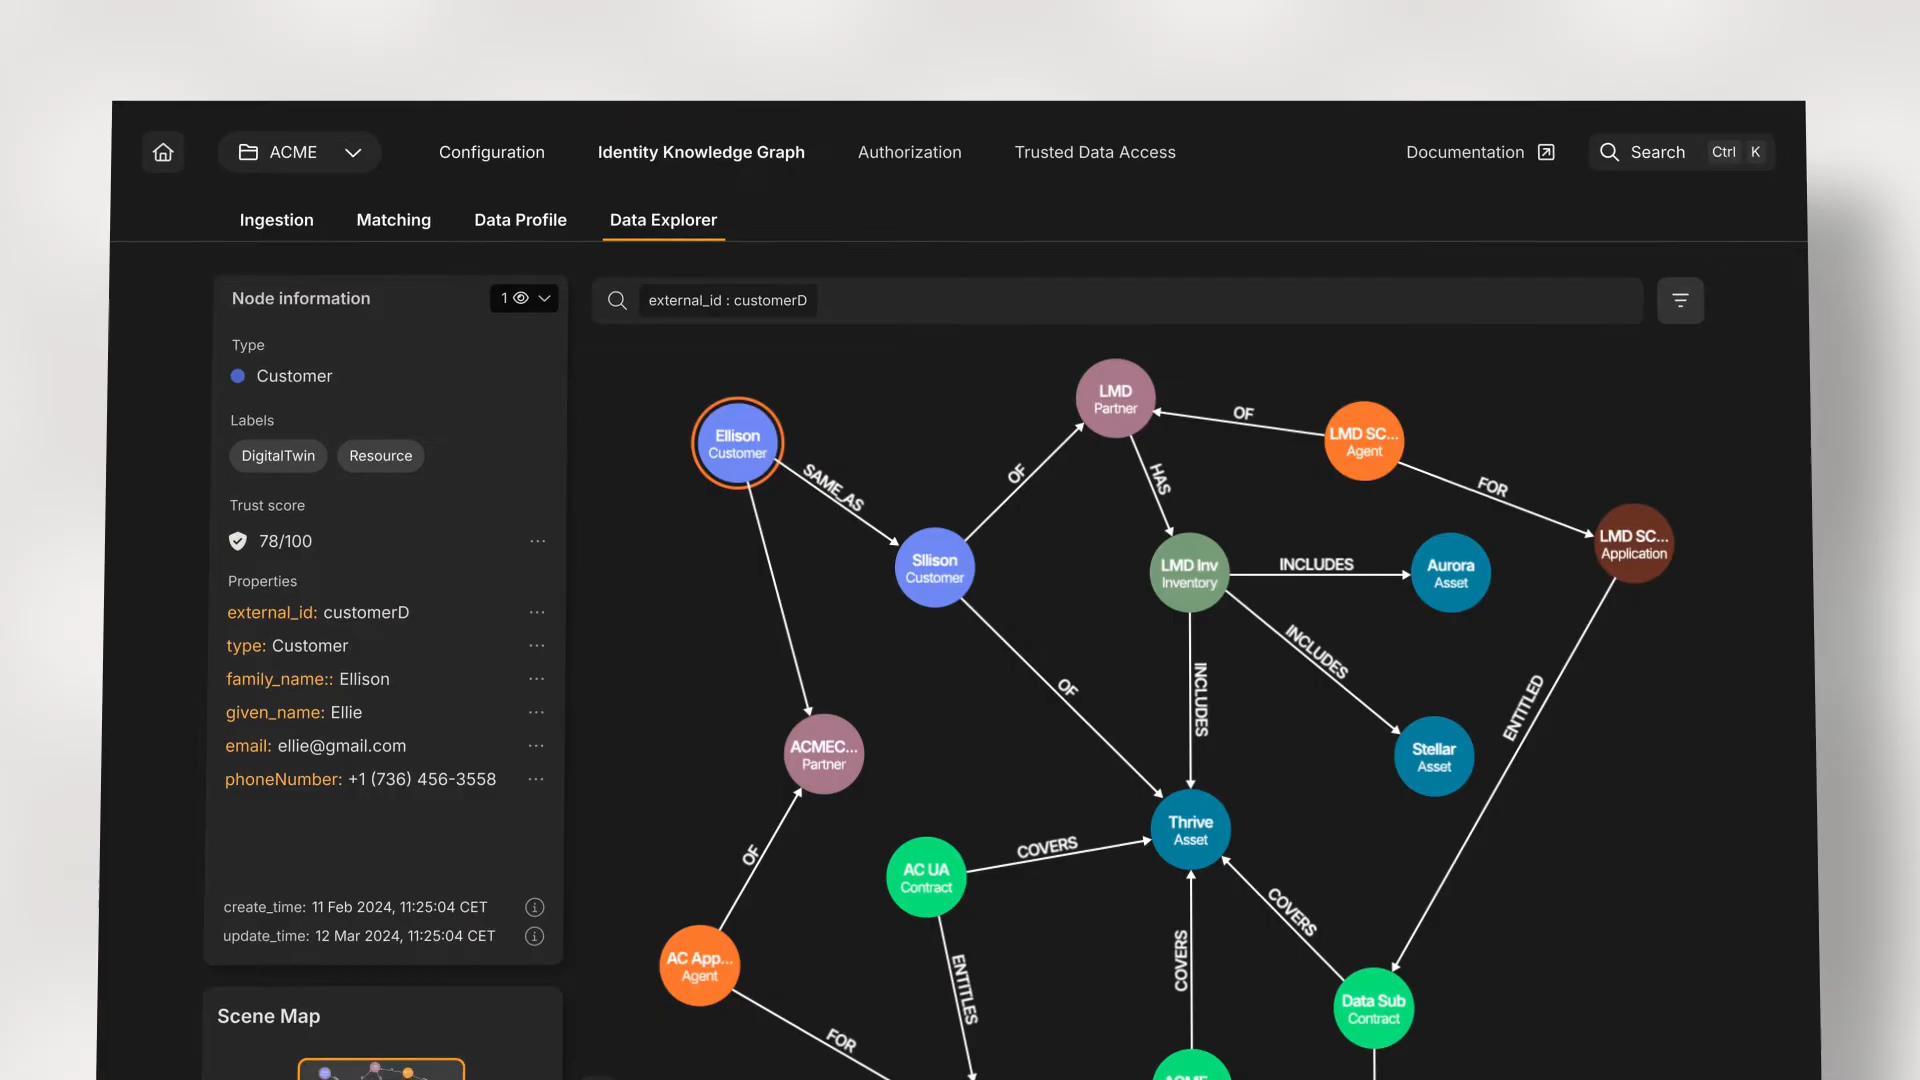 ACME
Configuration
Identity Knowledge Graph
Authorization
Trusted Data Access
Documentation
Search Ctrl K
Ingestion
Matching
Data Profile
Data Explorer
Node information
1
Type
Customer
Labels
DigitalTwin
Resource
Trust score
78/100
Properties
external_id: customerD
type: Customer
family_name:: Ellison
given_name: Ellie
email: ellie@gmail.com
phoneNumber: +1 (736) 456-3558
create_time: 11 Feb 2024, 11:25:04 CET
update_time: 12 Mar 2024, 11:25:04 CET
Scene Map
external_id : customerD
LMD
Partner
OF
LMD SC...
Agent
Ellison
Customer
SAME_AS
OF
HAS
FOR
LMD SC...
Application
Sllison
Customer
LMD Inv
Inventory
INCLUDES
Aurora
Asset
INCLUDES
INCLUDES
OF
ENTITLED
ACMEC...
Partner
Stellar
Asset
Thrive
Asset
OF
COVERS
AC UA
Contract
COVERS
COVERS
AC App...
Agent
ENTITLES
Data Sub
Contract
FOR